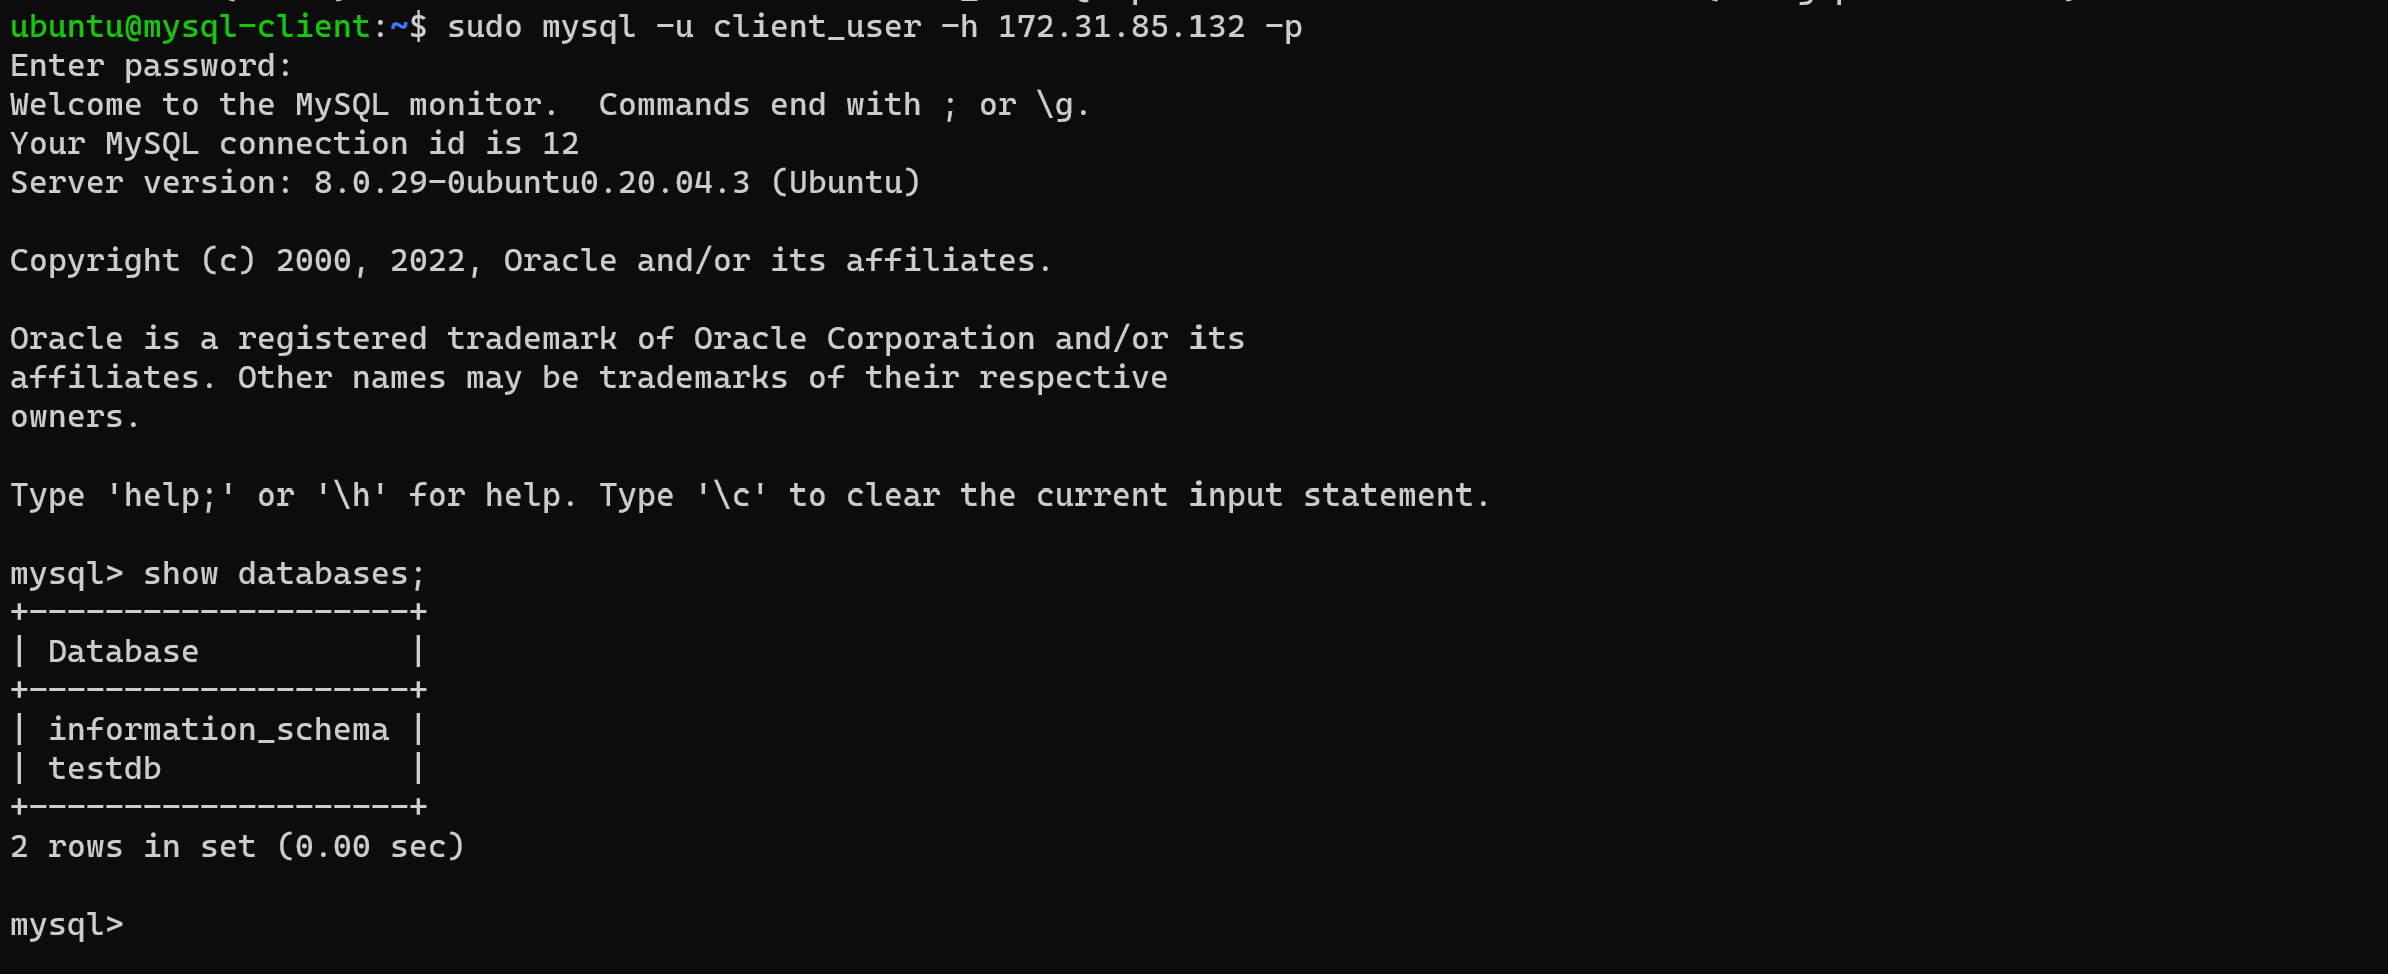 ubuntu@mysql-client:~$ sudo mysql -u client_user -h 172.31.85.132 -p
Enter password:
Welcome to the MySQL monitor.  Commands end with ; or \g.
Your MySQL connection id is 12
Server version: 8.0.29-0ubuntu0.20.04.3 (Ubuntu)

Copyright (c) 2000, 2022, Oracle and/or its affiliates.

Oracle is a registered trademark of Oracle Corporation and/or its
affiliates. Other names may be trademarks of their respective
owners.

Type 'help;' or '\h' for help. Type '\c' to clear the current input statement.

mysql> show databases;
+--------------------+
| Database           |
+--------------------+
| information_schema |
| testdb             |
+--------------------+
2 rows in set (0.00 sec)

mysql>